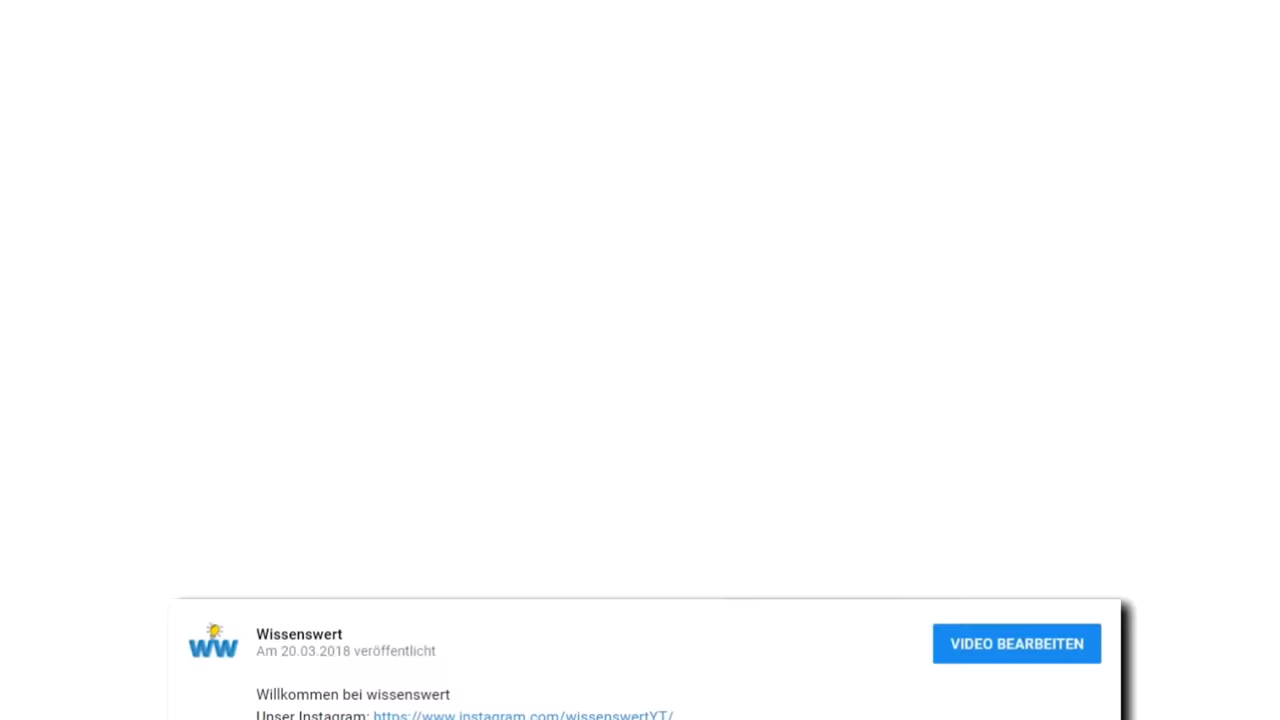 WW
Wissenswert
Am 20.03.2018 veröffentlicht
VIDEO BEARBEITEN
Willkommen bei wissenswert
Unser Instagram: https://www.instagram.com/wissenswertYT/